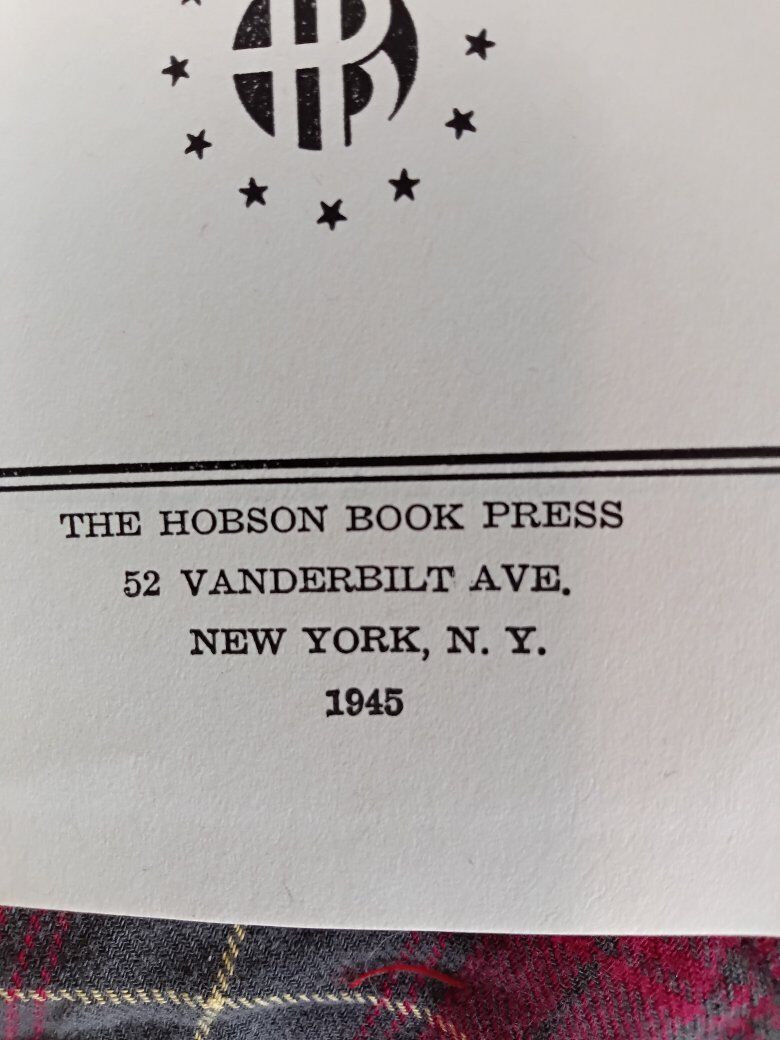 THE HOBSON BOOK PRESS
52 VANDERBILT AVE.
NEW YORK, N. Y.
1945